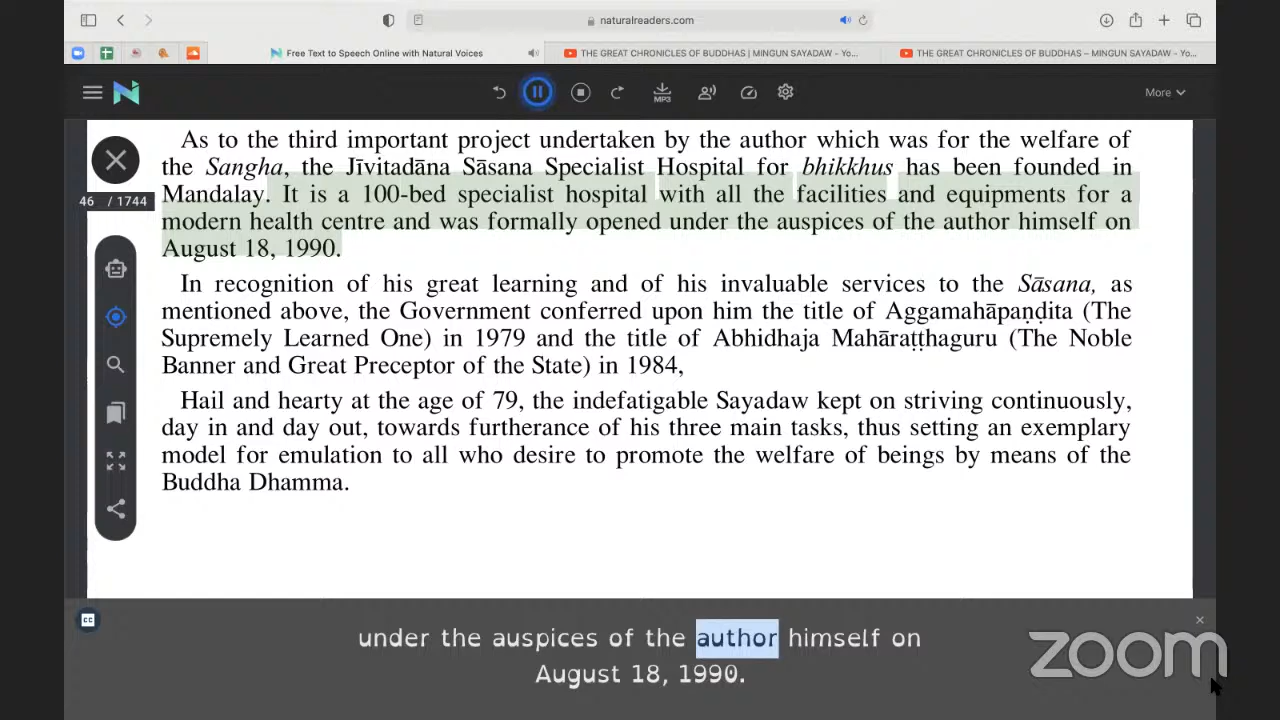 naturalreaders.com
Free Text to Speech Online with Natural Voices
THE GREAT CHRONICLES OF BUDDHAS | MINGUN SAYADAW - Yo...
THE GREAT CHRONICLES OF BUDDHAS – MINGUN SAYADAW - Yo...
MP3
More
As to the third important project undertaken by the author which was for the welfare of
the Sangha, the Jīvitadāna Sāsana Specialist Hospital for bhikkhus has been founded in
Mandalay. It is a 100-bed specialist hospital with all the facilities and equipments for a
modern health centre and was formally opened under the auspices of the author himself on
August 18, 1990.
46 / 1744
In recognition of his great learning and of his invaluable services to the Sāsana, as
mentioned above, the Government conferred upon him the title of Aggamahāpaṇḍita (The
Supremely Learned One) in 1979 and the title of Abhidhaja Mahāraṭṭhaguru (The Noble
Banner and Great Preceptor of the State) in 1984,
Hail and hearty at the age of 79, the indefatigable Sayadaw kept on striving continuously,
day in and day out, towards furtherance of his three main tasks, thus setting an exemplary
model for emulation to all who desire to promote the welfare of beings by means of the
Buddha Dhamma.
CC
under the auspices of the author himself on
August 18, 1990.
zoom